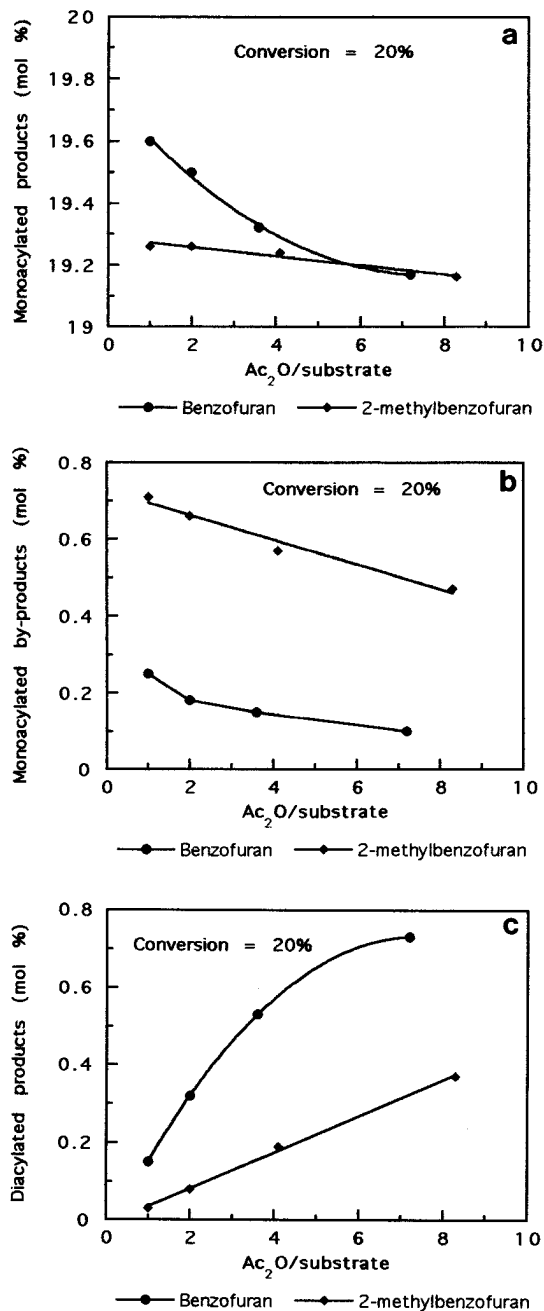 a
Conversion = 20%
Monoacylated products (mol %)
20
19.8
19.6
19.4
19.2
19
0 2 4 6 8 10
Ac2O/substrate
Benzofuran 2-methylbenzofuran
b
Conversion = 20%
Monoacylated by-products (mol %)
0.8
0.6
0.4
0.2
0
0 2 4 6 8 10
Ac2O/substrate
Benzofuran 2-methylbenzofuran
c
Conversion = 20%
Diacylated products (mol %)
0.8
0.6
0.4
0.2
0
0 2 4 6 8 10
Ac2O/substrate
Benzofuran 2-methylbenzofuran